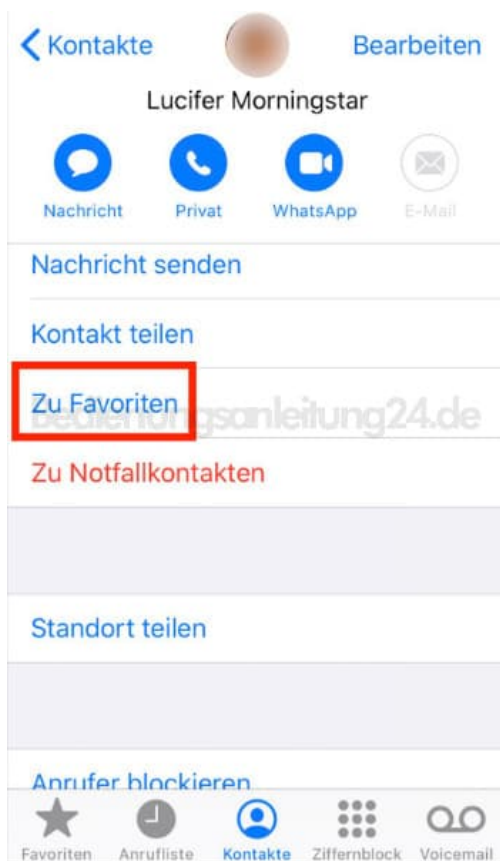 Kontakte
Bearbeiten
Lucifer Morningstar
Nachricht
Privat
WhatsApp
E-Mail
Nachricht senden
Kontakt teilen
Zu Favoriten
Bedienungsanleitung24.de
Zu Notfallkontakten
Standort teilen
Anrufer blockieren
Favoriten
Anrufliste
Kontakte
Ziffernblock
Voicemail